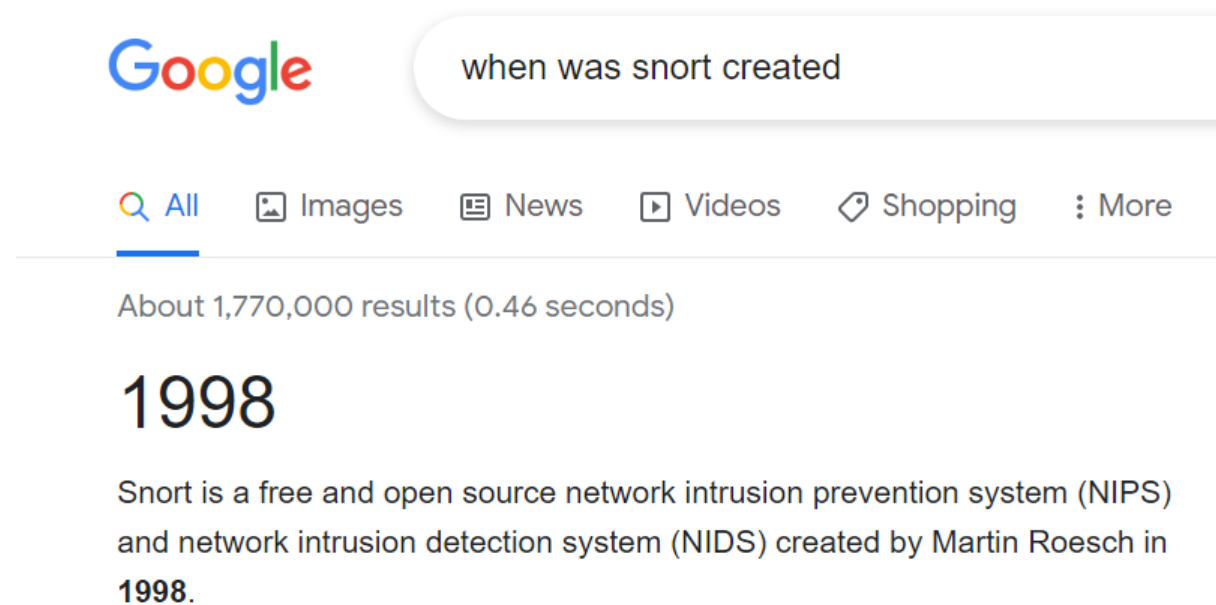 Google
when was snort created
All Images News Videos Shopping More
About 1,770,000 results (0.46 seconds)
1998
Snort is a free and open source network intrusion prevention system (NIPS)
and network intrusion detection system (NIDS) created by Martin Roesch in
1998.